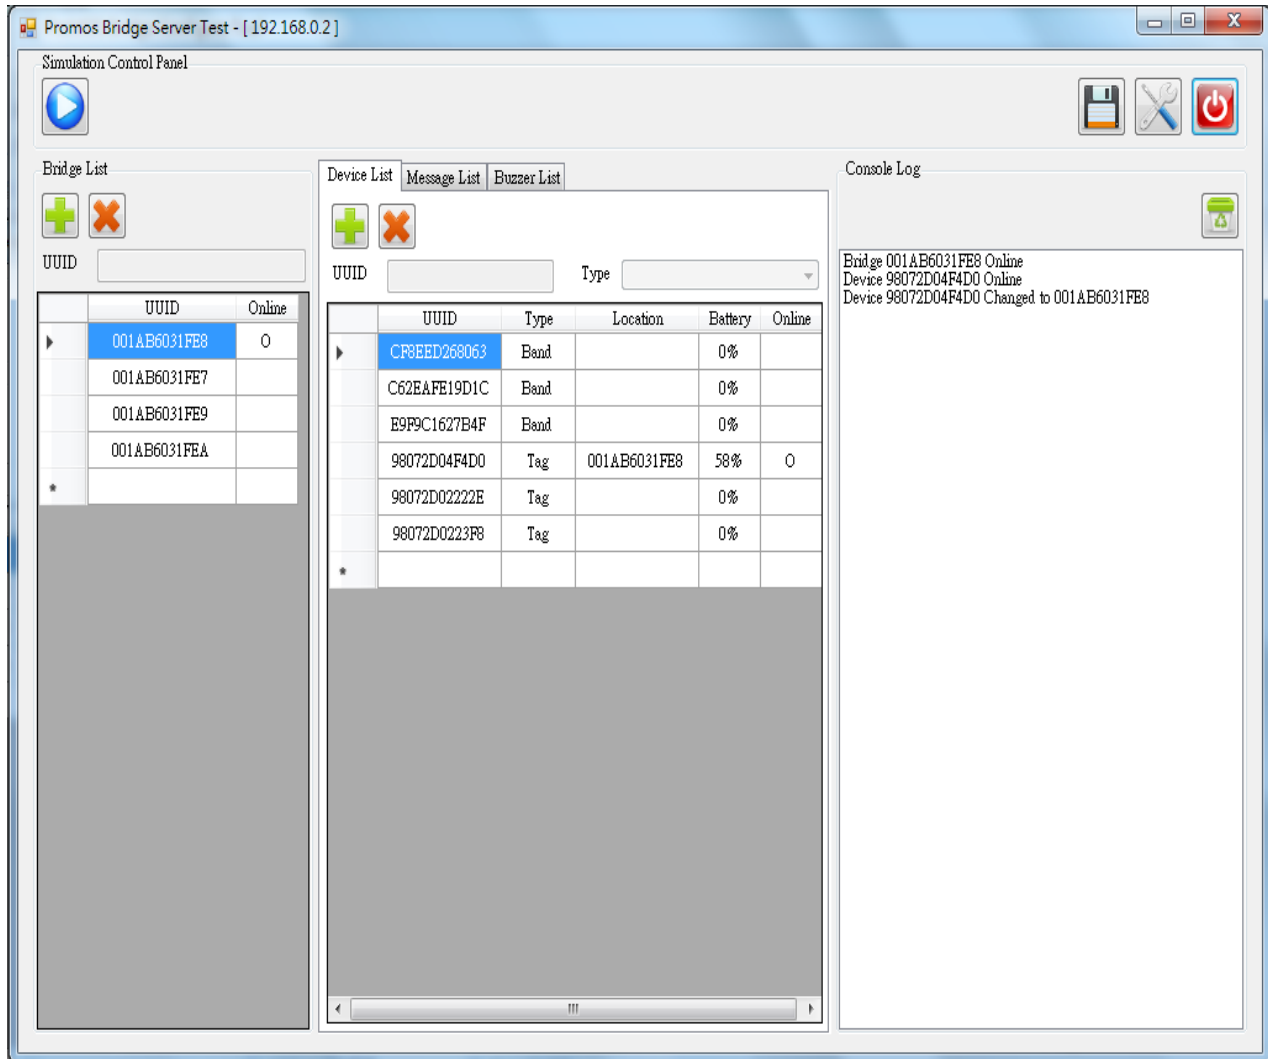 Promos Bridge Server Test - [ 192.168.0.2 ]
Simulation Control Panel
Bridge List
UUID
UUID Online
001AB6031FE8 O
001AB6031FE7
001AB6031FE9
001AB6031FEA
*
Device List Message List Buzzer List
UUID Type
UUID Type Location Battery Online
CF8EED268063 Band 0%
C62EAFE19D1C Band 0%
E9F9C1627B4F Band 0%
98072D04F4D0 Tag 001AB6031FE8 58% O
98072D02222E Tag 0%
98072D0223F8 Tag 0%
*
Console Log
Bridge 001AB6031FE8 Online
Device 98072D04F4D0 Online
Device 98072D04F4D0 Changed to 001AB6031FE8